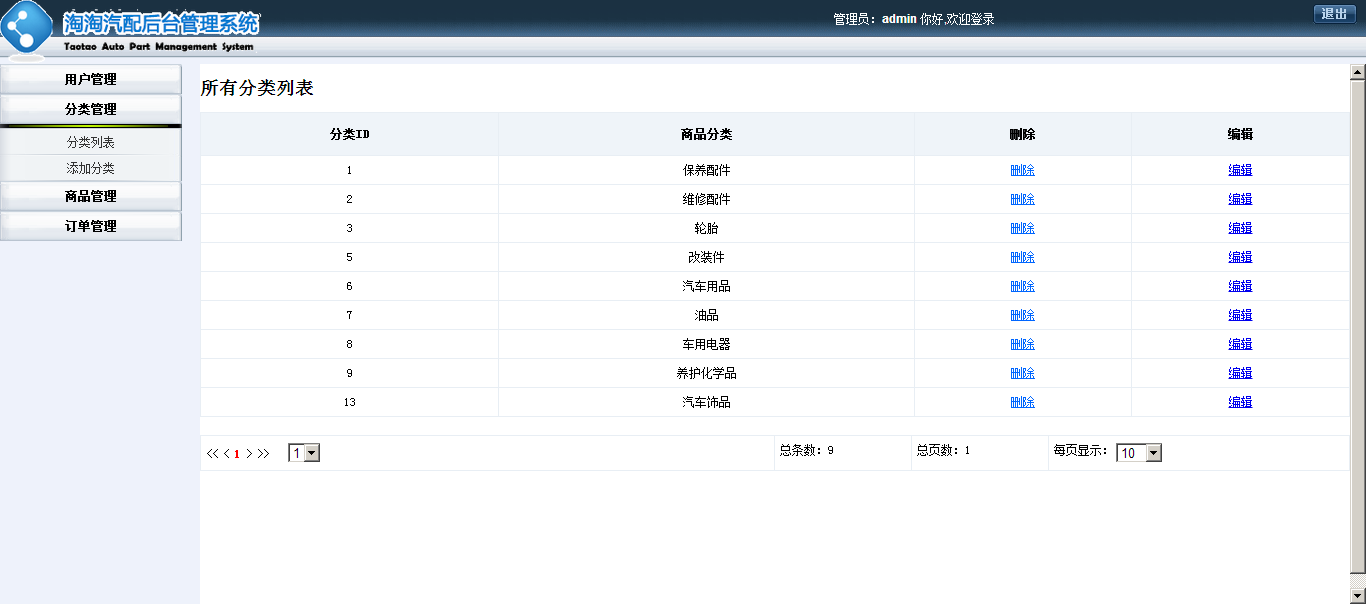 淘淘汽配后台管理系统
Taotao Auto Part Management System
管理员：admin 你好,欢迎登录
退出
用户管理
分类管理
分类列表
添加分类
商品管理
订单管理
所有分类列表
分类ID 商品分类 删除 编辑
1 保养配件 删除 编辑
2 维修配件 删除 编辑
3 轮胎 删除 编辑
5 改装件 删除 编辑
6 汽车用品 删除 编辑
7 油品 删除 编辑
8 车用电器 删除 编辑
9 养护化学品 删除 编辑
13 汽车饰品 删除 编辑
<< < 1 > >> 1 总条数：9 总页数：1 每页显示：10